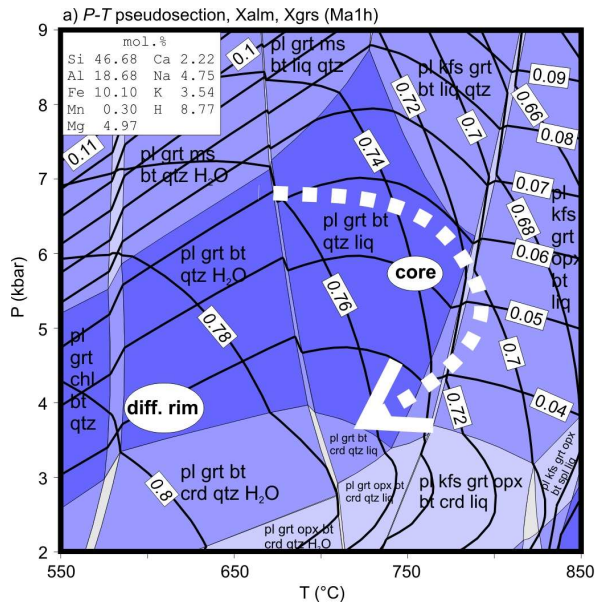 a) P-T pseudosection, Xalm, Xgrs (Ma1h)
9
8
7
6
5
4
3
2
P (kbar)
mol.%
Si 46.68 Ca 2.22
Al 18.68 Na 4.75
Fe 10.10 K 3.54
Mn 0.30 H 8.77
Mg 4.97
0.1
pl grt ms
bt liq qtz
pl kfs grt
bt liq qtz
0.09
0.72
0.66
0.7
0.08
0.11
pl grt ms
bt qtz H2O
0.74
0.07
pl
kfs
grt
opx
bt
liq
pl grt bt
qtz liq
0.68
0.06
pl grt bt
qtz H2O
core
0.76
0.05
0.78
pl
grt
chl
bt
qtz
0.7
diff. rim
0.04
0.72
pl grt bt
crd qtz liq
pl grt bt
crd qtz H2O
0.8
pl grt opx bt
crd qtz liq
pl kfs grt opx
bt crd liq
pl kfs grt opx
bt spl liq
pl grt opx bt
crd qtz H2O
550
650
750
850
T (°C)